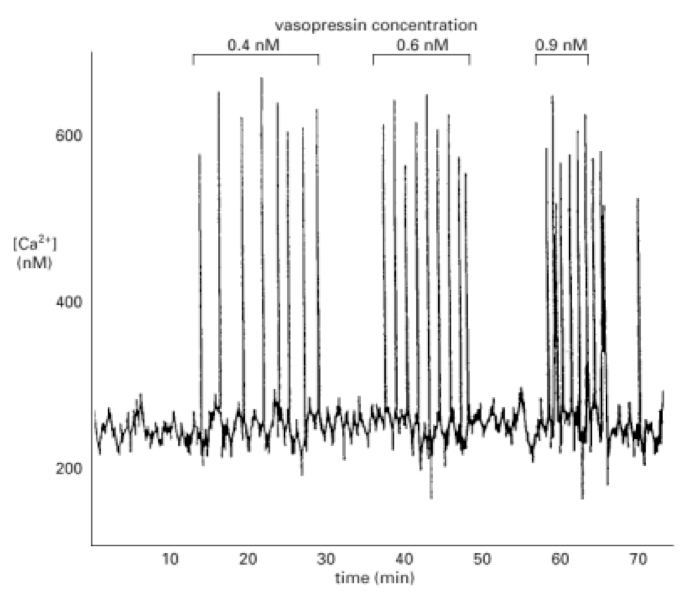 vasopressin concentration
0.4 nM 0.6 nM 0.9 nM
600
[Ca²⁺]
(nM)
400
200
10 20 30 40 50 60 70
time (min)